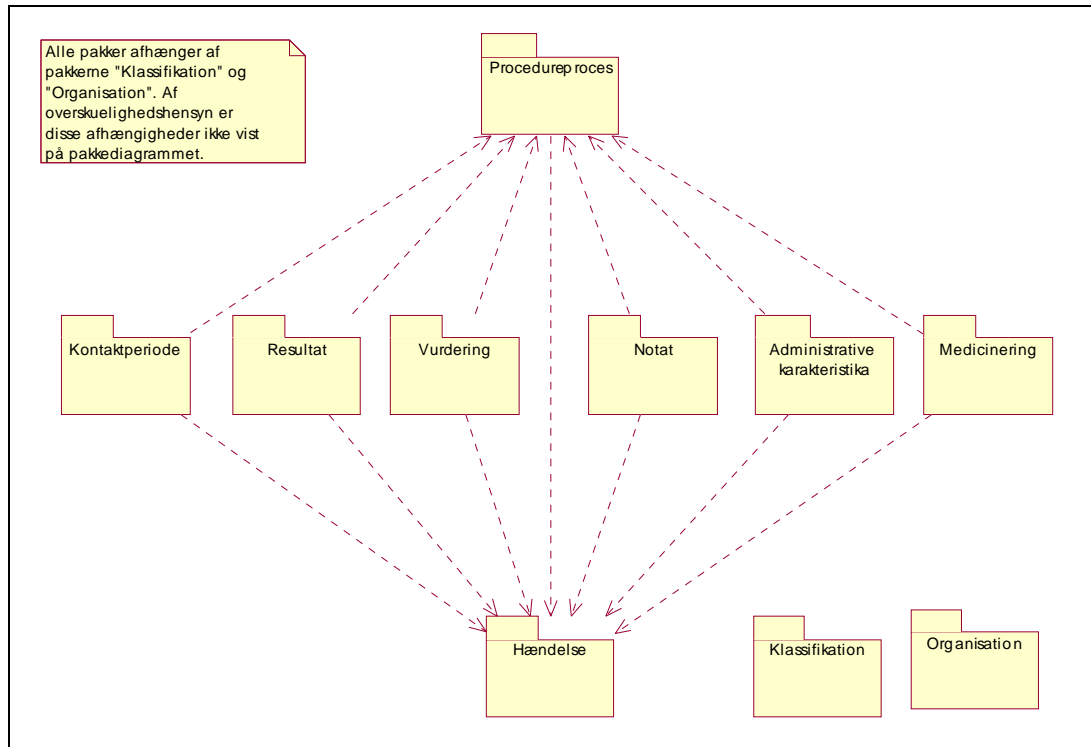 Alle pakker afhænger af
pakkerne "Klassifikation" og
"Organisation". Af
overskuelighedshensyn er
disse afhængigheder ikke vist
på pakkediagrammet.
Procedureproces
Kontaktperiode
Resultat
Vurdering
Notat
Administrative
karakteristika
Medicinering
Hændelse
Klassifikation
Organisation